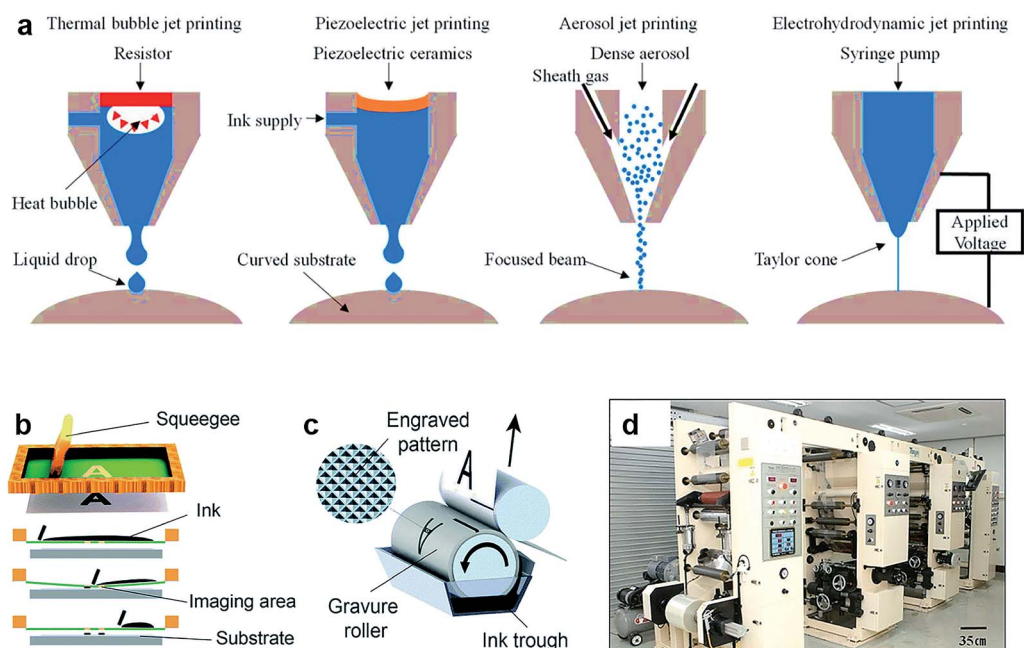 a
Thermal bubble jet printing
Resistor
Heat bubble
Liquid drop
Piezoelectric jet printing
Piezoelectric ceramics
Ink supply
Curved substrate
Aerosol jet printing
Dense aerosol
Sheath gas
Focused beam
Electrohydrodynamic jet printing
Syringe pump
Applied
Voltage
Taylor cone
b
Squeegee
A
A
Ink
Imaging area
Substrate
c
Engraved
pattern
A
A
Gravure
roller
Ink trough
d
35㎝